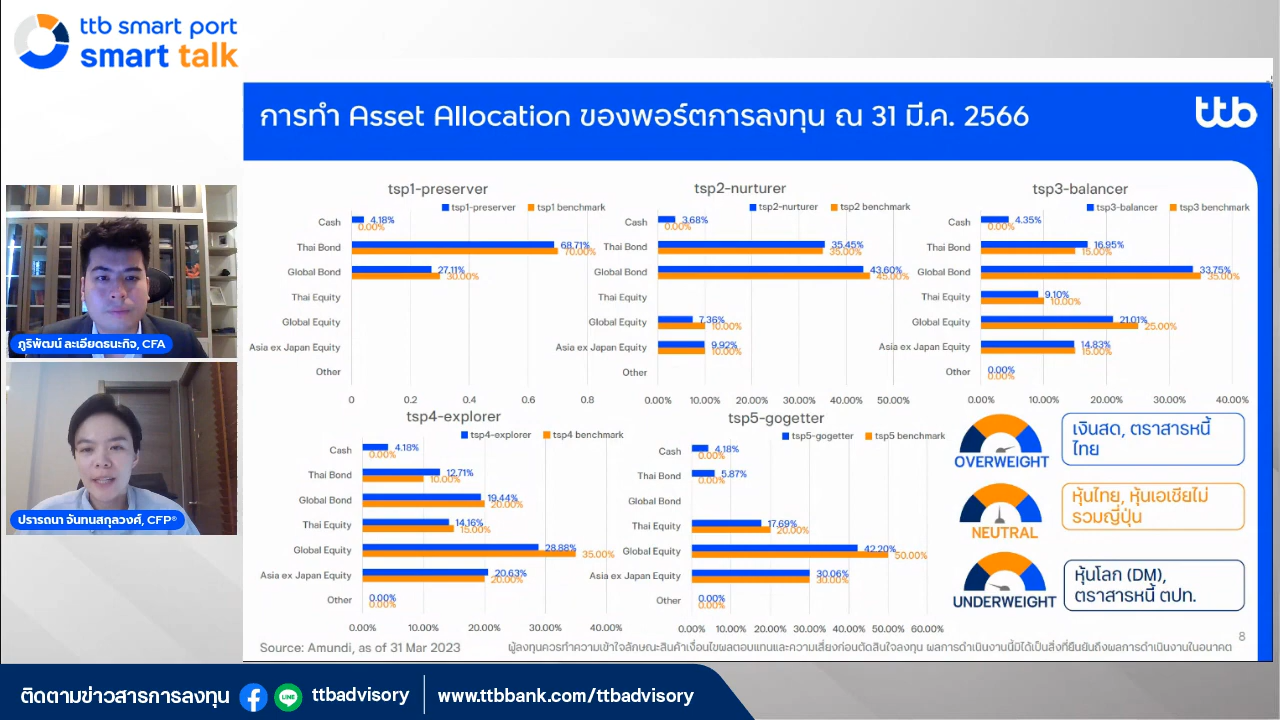 ttb smart port
smart talk
การทำ Asset Allocation ของพอร์ตการลงทุน ณ 31 มี.ค. 2566
ttb
tsp1-preserver
tsp1-preserver tsp1 benchmark
Cash 4.18% 0.00%
Thai Bond 68.71% 70.00%
Global Bond 27.11% 30.00%
Thai Equity
Global Equity
Asia ex Japan Equity
Other
0 0.2 0.4 0.6 0.8
tsp2-nurturer
tsp2-nurturer tsp2 benchmark
Cash 3.68% 0.00%
Thai Bond 35.45% 35.00%
Global Bond 43.60% 45.00%
Thai Equity
Global Equity 7.36% 10.00%
Asia ex Japan Equity 9.92% 10.00%
Other
0.00% 10.00% 20.00% 30.00% 40.00% 50.00%
tsp3-balancer
tsp3-balancer tsp3 benchmark
Cash 4.35% 0.00%
Thai Bond 16.95% 15.00%
Global Bond 33.75% 35.00%
Thai Equity 9.10% 10.00%
Global Equity 21.01% 25.00%
Asia ex Japan Equity 14.83% 15.00%
Other 0.00% 0.00%
0.00% 10.00% 20.00% 30.00% 40.00%
ภูริพัฒน์ ละเอียดธนะกิจ, CFA
ปรารถนา จันทนสกุลวงศ์, CFP®
tsp4-explorer
tsp4-explorer tsp4 benchmark
Cash 4.18% 0.00%
Thai Bond 12.71% 10.00%
Global Bond 19.44% 20.00%
Thai Equity 14.16% 15.00%
Global Equity 28.88% 35.00%
Asia ex Japan Equity 20.63% 20.00%
Other 0.00% 0.00%
0.00% 10.00% 20.00% 30.00% 40.00%
tsp5-gogetter
tsp5-gogetter tsp5 benchmark
Cash 4.18% 0.00%
Thai Bond 5.87% 0.00%
Global Bond
Thai Equity 17.69% 20.00%
Global Equity 42.20% 50.00%
Asia ex Japan Equity 30.06% 30.00%
Other 0.00% 0.00%
0.00% 10.00% 20.00% 30.00% 40.00% 50.00% 60.00%
OVERWEIGHT
เงินสด, ตราสารหนี้
ไทย
NEUTRAL
หุ้นไทย, หุ้นเอเชียไม่
รวมญี่ปุ่น
UNDERWEIGHT
หุ้นโลก (DM),
ตราสารหนี้ ตปท.
8
Source: Amundi, as of 31 Mar 2023
ผู้ลงทุนควรทำความเข้าใจลักษณะสินค้าเงื่อนไขผลตอบแทนและความเสี่ยงก่อนตัดสินใจลงทุน ผลการดำเนินงานนี้มิได้เป็นสิ่งที่ยืนยันถึงผลการดำเนินงานในอนาคต
ติดตามข่าวสารการลงทุน f LINE ttbadvisory www.ttbbank.com/ttbadvisory